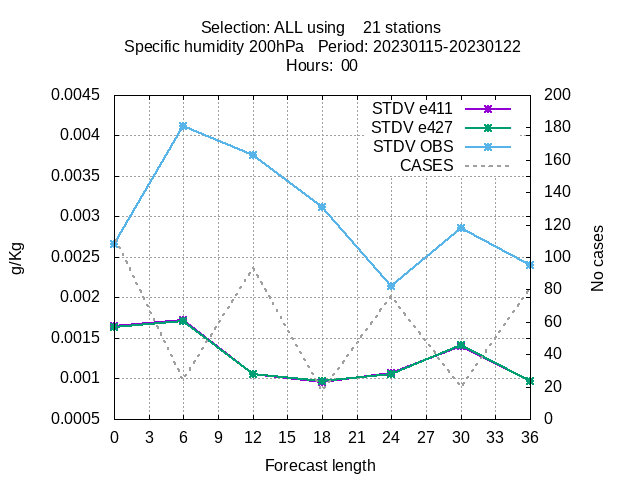 Selection: ALL using    21 stations
Specific humidity 200hPa   Period: 20230115-20230122
Hours:  00
0.0045
0.004
0.0035
0.003
0.0025
0.002
0.0015
0.001
0.0005
g/Kg
STDV e411
STDV e427
STDV OBS
CASES
200
180
160
140
120
100
80
60
40
20
0
No cases
0 3 6 9 12 15 18 21 24 27 30 33 36
Forecast length